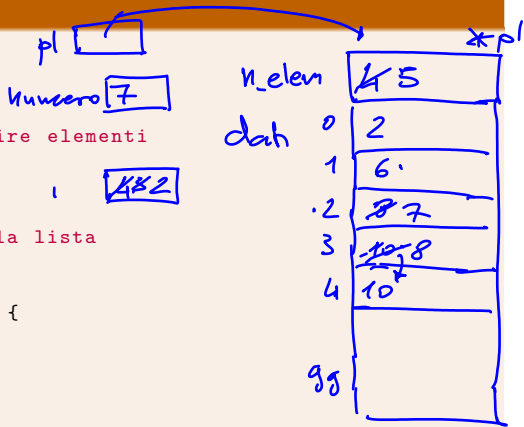 pl *pl
n_elem 4 5
numero 7
ire elementi
dati 0 2
1 6
i 4 3 2
2 8 7
la lista
3 10 8
4 10
{
99